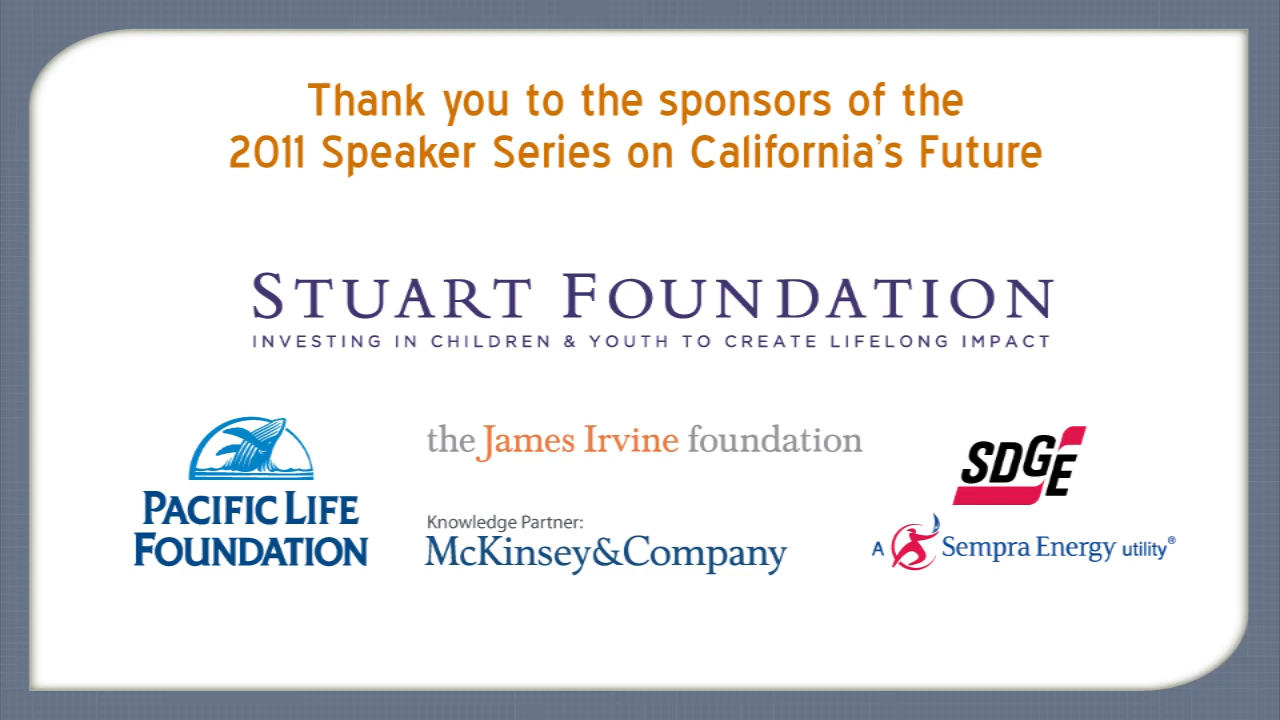 Thank you to the sponsors of the
2011 Speaker Series on California's Future
STUART FOUNDATION
INVESTING IN CHILDREN & YOUTH TO CREATE LIFELONG IMPACT
PACIFIC LIFE
FOUNDATION
the James Irvine foundation
Knowledge Partner:
McKinsey&Company
SDGE
A Sempra Energy utility®